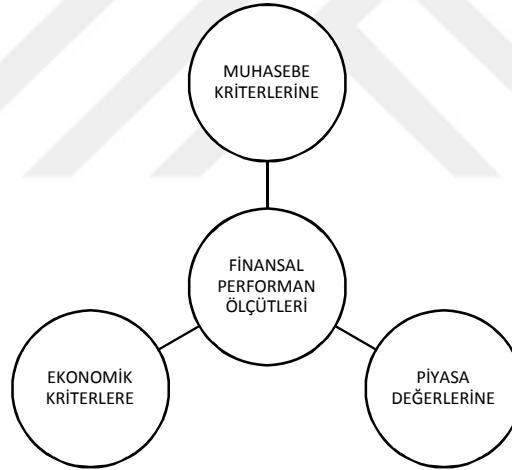 MUHASEBE
KRİTERLERİNE
FİNANSAL
PERFORMAN
ÖLÇÜTLERİ
EKONOMİK
KRİTERLERE
PİYASA
DEĞERLERİNE